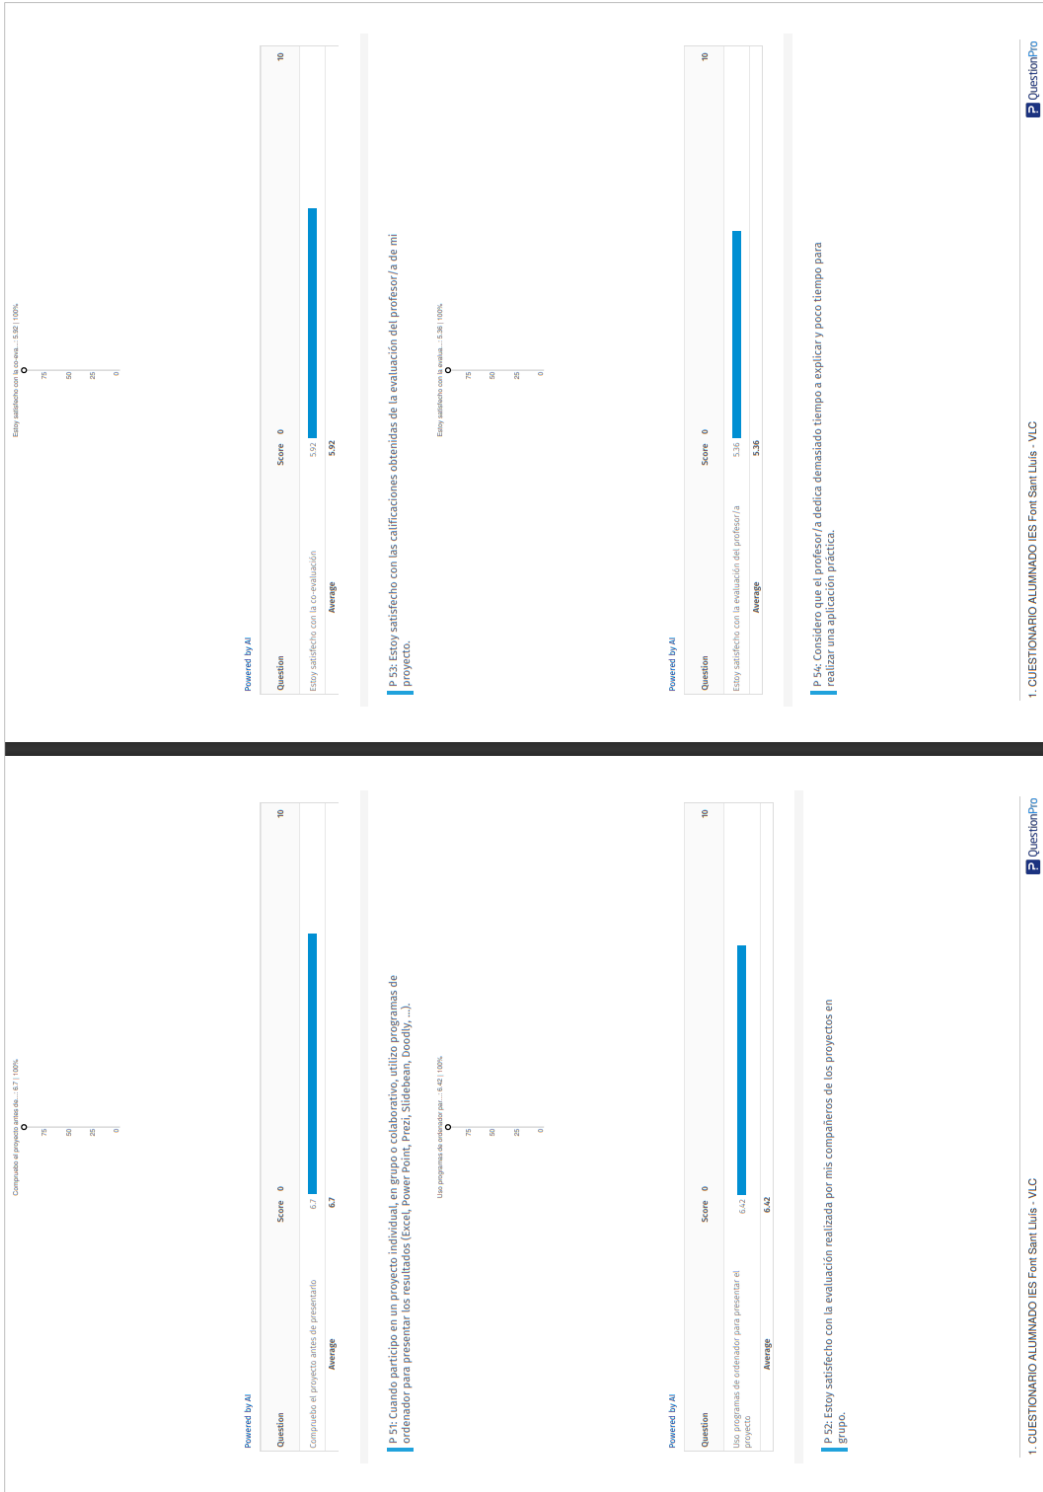 Compruebo el proyecto antes de... : 6.7 | 100%
75
50
25
0
Powered by AI
Question Score 0 10
Compruebo el proyecto antes de presentarlo 6.7
Average 6.7
P 51: Cuando participo en un proyecto individual, en grupo o colaborativo, utilizo programas de
ordenador para presentar los resultados (Excel, Power Point, Prezi, Slidebean, Doodly, ...).
Uso programas de ordenador par... : 6.42 | 100%
75
50
25
0
Powered by AI
Question Score 0 10
Uso programas de ordenador para presentar el
proyecto 6.42
Average 6.42
P 52: Estoy satisfecho con la evaluación realizada por mis compañeros de los proyectos en
grupo.
1. CUESTIONARIO ALUMNADO IES Font Sant Lluís - VLC
QuestionPro
Estoy satisfecho con la co-eva... : 5.92 | 100%
75
50
25
0
Powered by AI
Question Score 0 10
Estoy satisfecho con la co-evaluación 5.92
Average 5.92
P 53: Estoy satisfecho con las calificaciones obtenidas de la evaluación del profesor/a de mi
proyecto.
Estoy satisfecho con la evalua... : 5.36 | 100%
75
50
25
0
Powered by AI
Question Score 0 10
Estoy satisfecho con la evaluación del profesor/a 5.36
Average 5.36
P 54: Considero que el profesor/a dedica demasiado tiempo a explicar y poco tiempo para
realizar una aplicación práctica.
1. CUESTIONARIO ALUMNADO IES Font Sant Lluís - VLC
QuestionPro